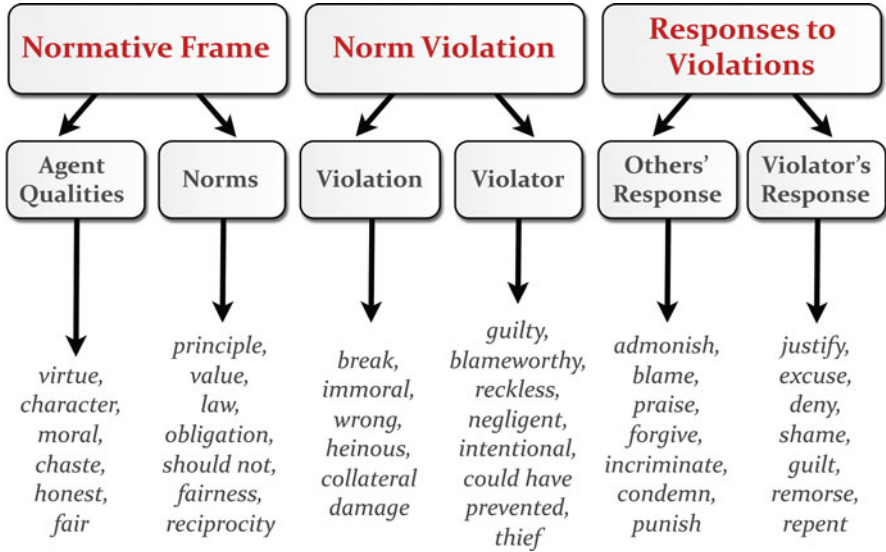 Normative Frame
Norm Violation
Responses to
Violations
Agent
Qualities
Norms
Violation
Violator
Others'
Response
Violator's
Response
virtue,
character,
moral,
chaste,
honest,
fair
principle,
value,
law,
obligation,
should not,
fairness,
reciprocity
break,
immoral,
wrong,
heinous,
collateral
damage
guilty,
blameworthy,
reckless,
negligent,
intentional,
could have
prevented,
thief
admonish,
blame,
praise,
forgive,
incriminate,
condemn,
punish
justify,
excuse,
deny,
shame,
guilt,
remorse,
repent